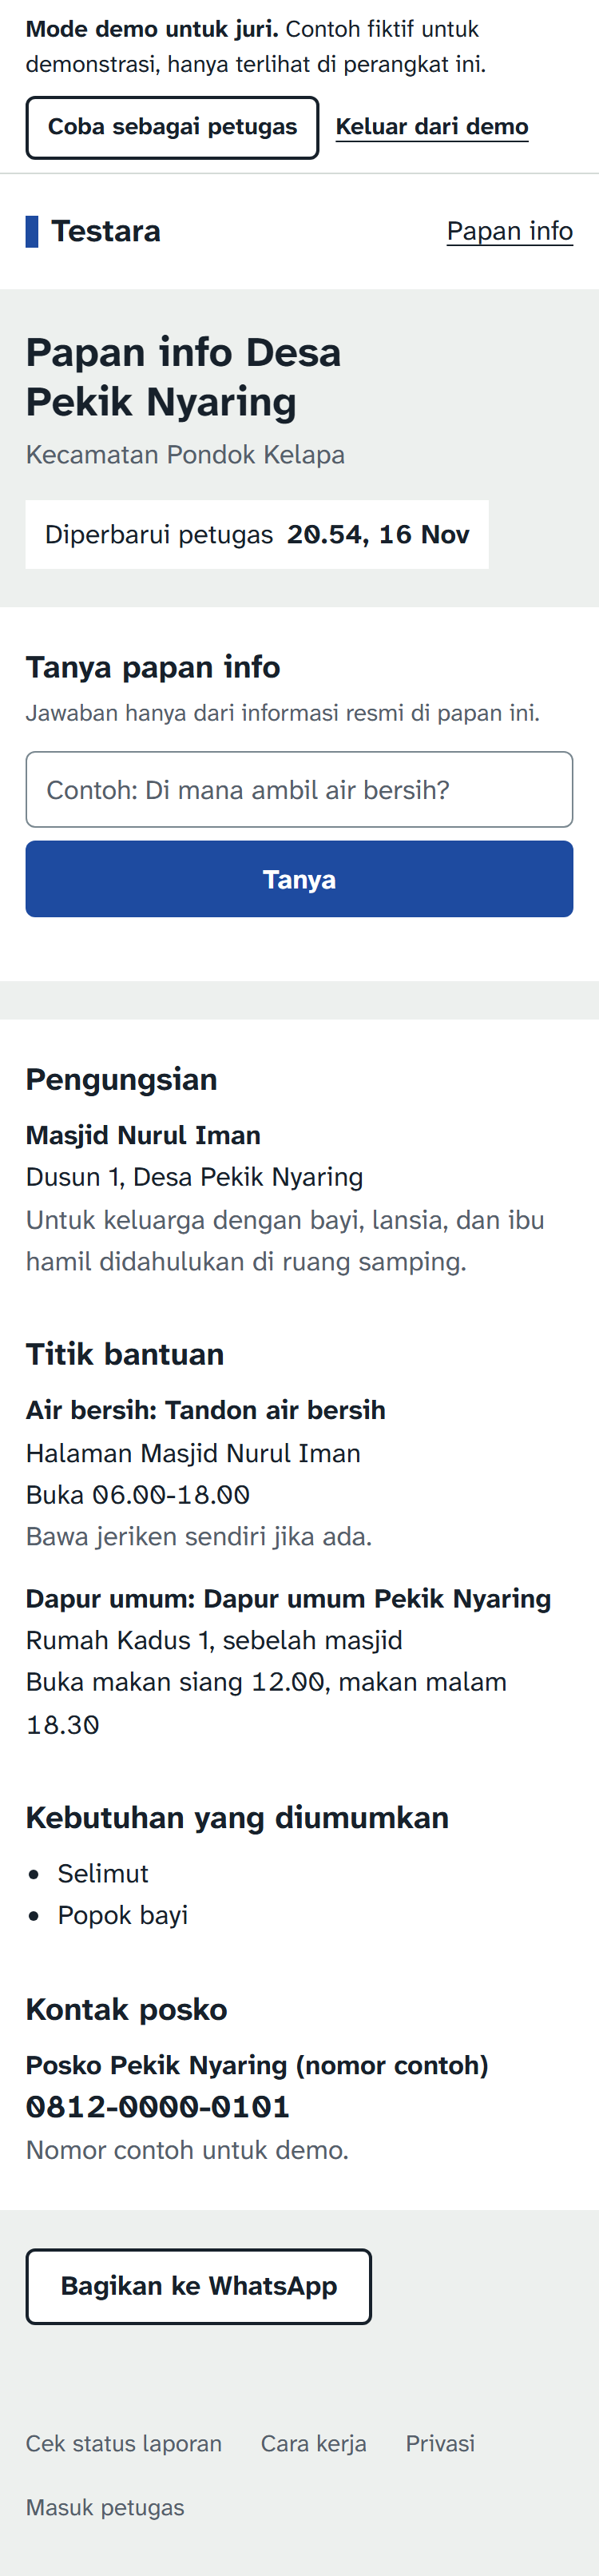 Mode demo untuk juri. Contoh fiktif untuk
demonstrasi, hanya terlihat di perangkat ini.
Coba sebagai petugas Keluar dari demo
Testara Papan info
Papan info Desa
Pekik Nyaring
Kecamatan Pondok Kelapa
Diperbarui petugas 20.54, 16 Nov
Tanya papan info
Jawaban hanya dari informasi resmi di papan ini.
Contoh: Di mana ambil air bersih?
Tanya
Pengungsian
Masjid Nurul Iman
Dusun 1, Desa Pekik Nyaring
Untuk keluarga dengan bayi, lansia, dan ibu
hamil didahulukan di ruang samping.
Titik bantuan
Air bersih: Tandon air bersih
Halaman Masjid Nurul Iman
Buka 06.00-18.00
Bawa jeriken sendiri jika ada.
Dapur umum: Dapur umum Pekik Nyaring
Rumah Kadus 1, sebelah masjid
Buka makan siang 12.00, makan malam
18.30
Kebutuhan yang diumumkan
• Selimut
• Popok bayi
Kontak posko
Posko Pekik Nyaring (nomor contoh)
0812-0000-0101
Nomor contoh untuk demo.
Bagikan ke WhatsApp
Cek status laporan Cara kerja Privasi
Masuk petugas